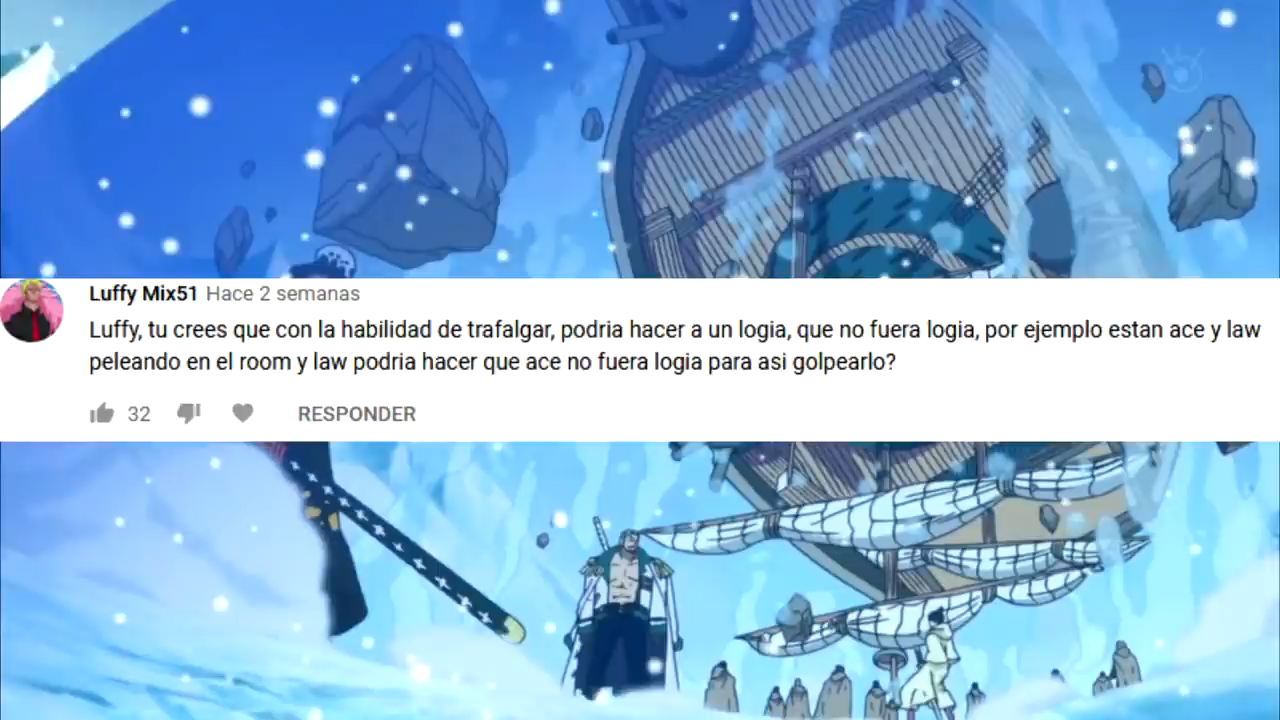 Luffy Mix51 Hace 2 semanas
Luffy, tu crees que con la habilidad de trafalgar, podria hacer a un logia, que no fuera logia, por ejemplo estan ace y law
peleando en el room y law podria hacer que ace no fuera logia para asi golpearlo?
32 RESPONDER